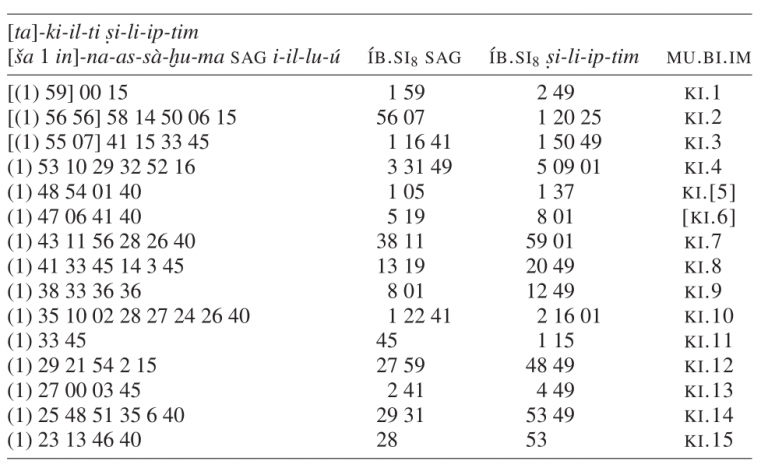 [ta]-ki-il-ti ṣi-li-ip-tim
[ša 1 in]-na-as-sà-ḫu-ma SAG i-il-lu-ú ÍB.SI₈ SAG ÍB.SI₈ ṣi-li-ip-tim MU.BI.IM
[(1) 59] 00 15 1 59 2 49 KI.1
[(1) 56 56] 58 14 50 06 15 56 07 1 20 25 KI.2
[(1) 55 07] 41 15 33 45 1 16 41 1 50 49 KI.3
(1) 53 10 29 32 52 16 3 31 49 5 09 01 KI.4
(1) 48 54 01 40 1 05 1 37 KI.[5]
(1) 47 06 41 40 5 19 8 01 [KI.6]
(1) 43 11 56 28 26 40 38 11 59 01 KI.7
(1) 41 33 45 14 3 45 13 19 20 49 KI.8
(1) 38 33 36 36 8 01 12 49 KI.9
(1) 35 10 02 28 27 24 26 40 1 22 41 2 16 01 KI.10
(1) 33 45 45 1 15 KI.11
(1) 29 21 54 2 15 27 59 48 49 KI.12
(1) 27 00 03 45 2 41 4 49 KI.13
(1) 25 48 51 35 6 40 29 31 53 49 KI.14
(1) 23 13 46 40 28 53 KI.15